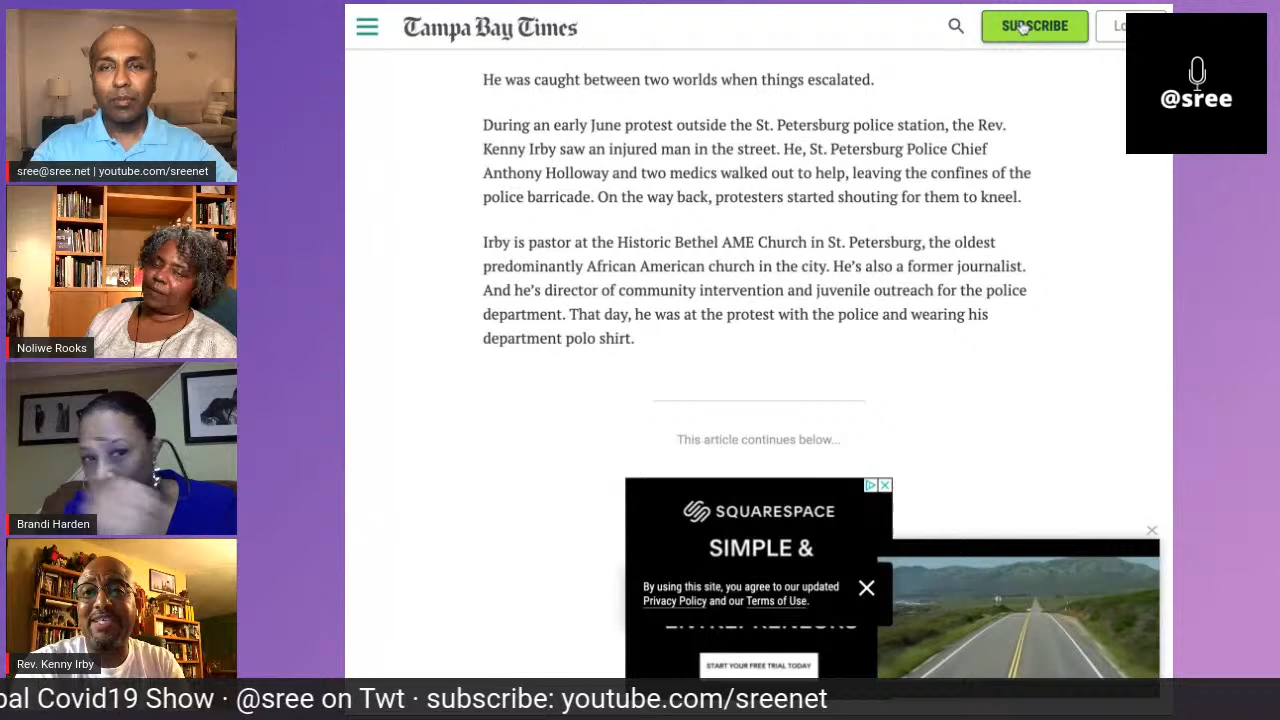 sree@sree.net | youtube.com/sreenet
Noliwe Rooks
Brandi Harden
Rev. Kenny Irby
Tampa Bay Times
SUBSCRIBE
@sree
He was caught between two worlds when things escalated.
During an early June protest outside the St. Petersburg police station, the Rev.
Kenny Irby saw an injured man in the street. He, St. Petersburg Police Chief
Anthony Holloway and two medics walked out to help, leaving the confines of the
police barricade. On the way back, protesters started shouting for them to kneel.
Irby is pastor at the Historic Bethel AME Church in St. Petersburg, the oldest
predominantly African American church in the city. He’s also a former journalist.
And he’s director of community intervention and juvenile outreach for the police
department. That day, he was at the protest with the police and wearing his
department polo shirt.
This article continues below...
SQUARESPACE
SIMPLE &
By using this site, you agree to our updated
Privacy Policy and our Terms of Use.
ENTREPRENEURS
START YOUR FREE TRIAL TODAY
Covid19 Show · @sree on Twt · subscribe: youtube.com/sreenet